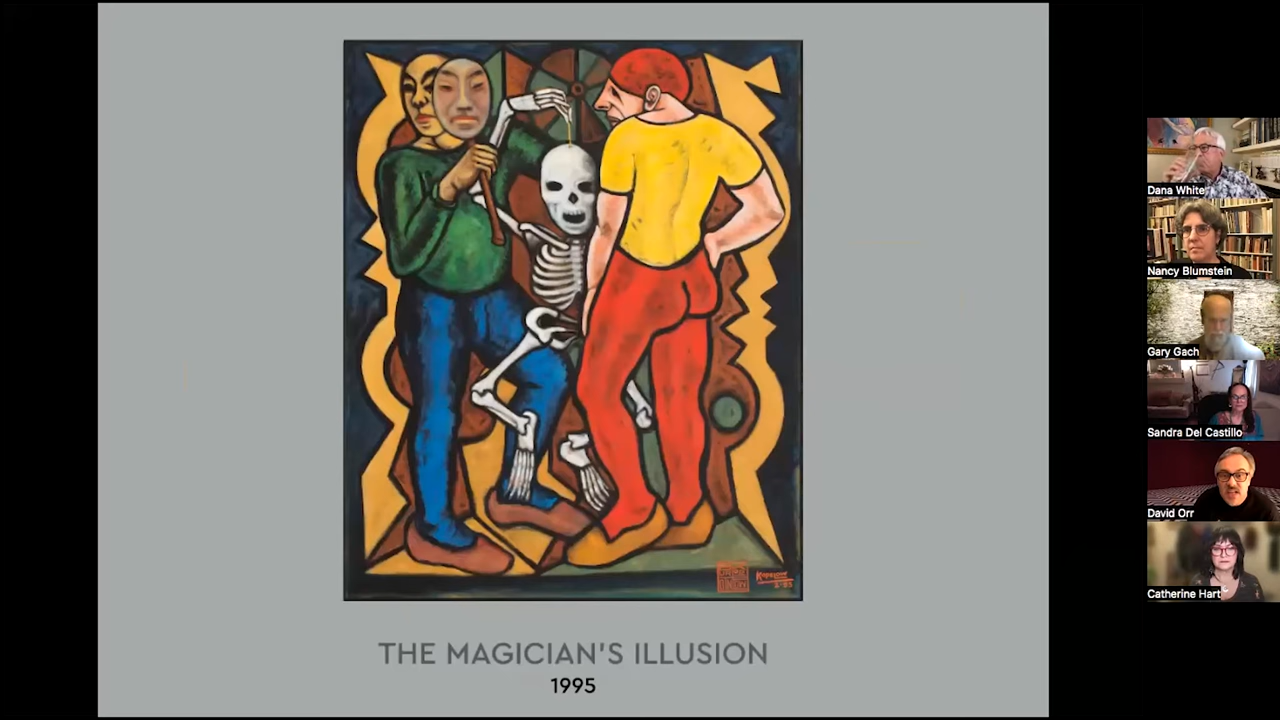 THE MAGICIAN'S ILLUSION
1995
Dana White
Nancy Blumstein
Gary Gach
Sandra Del Castillo
David Orr
Catherine Hart